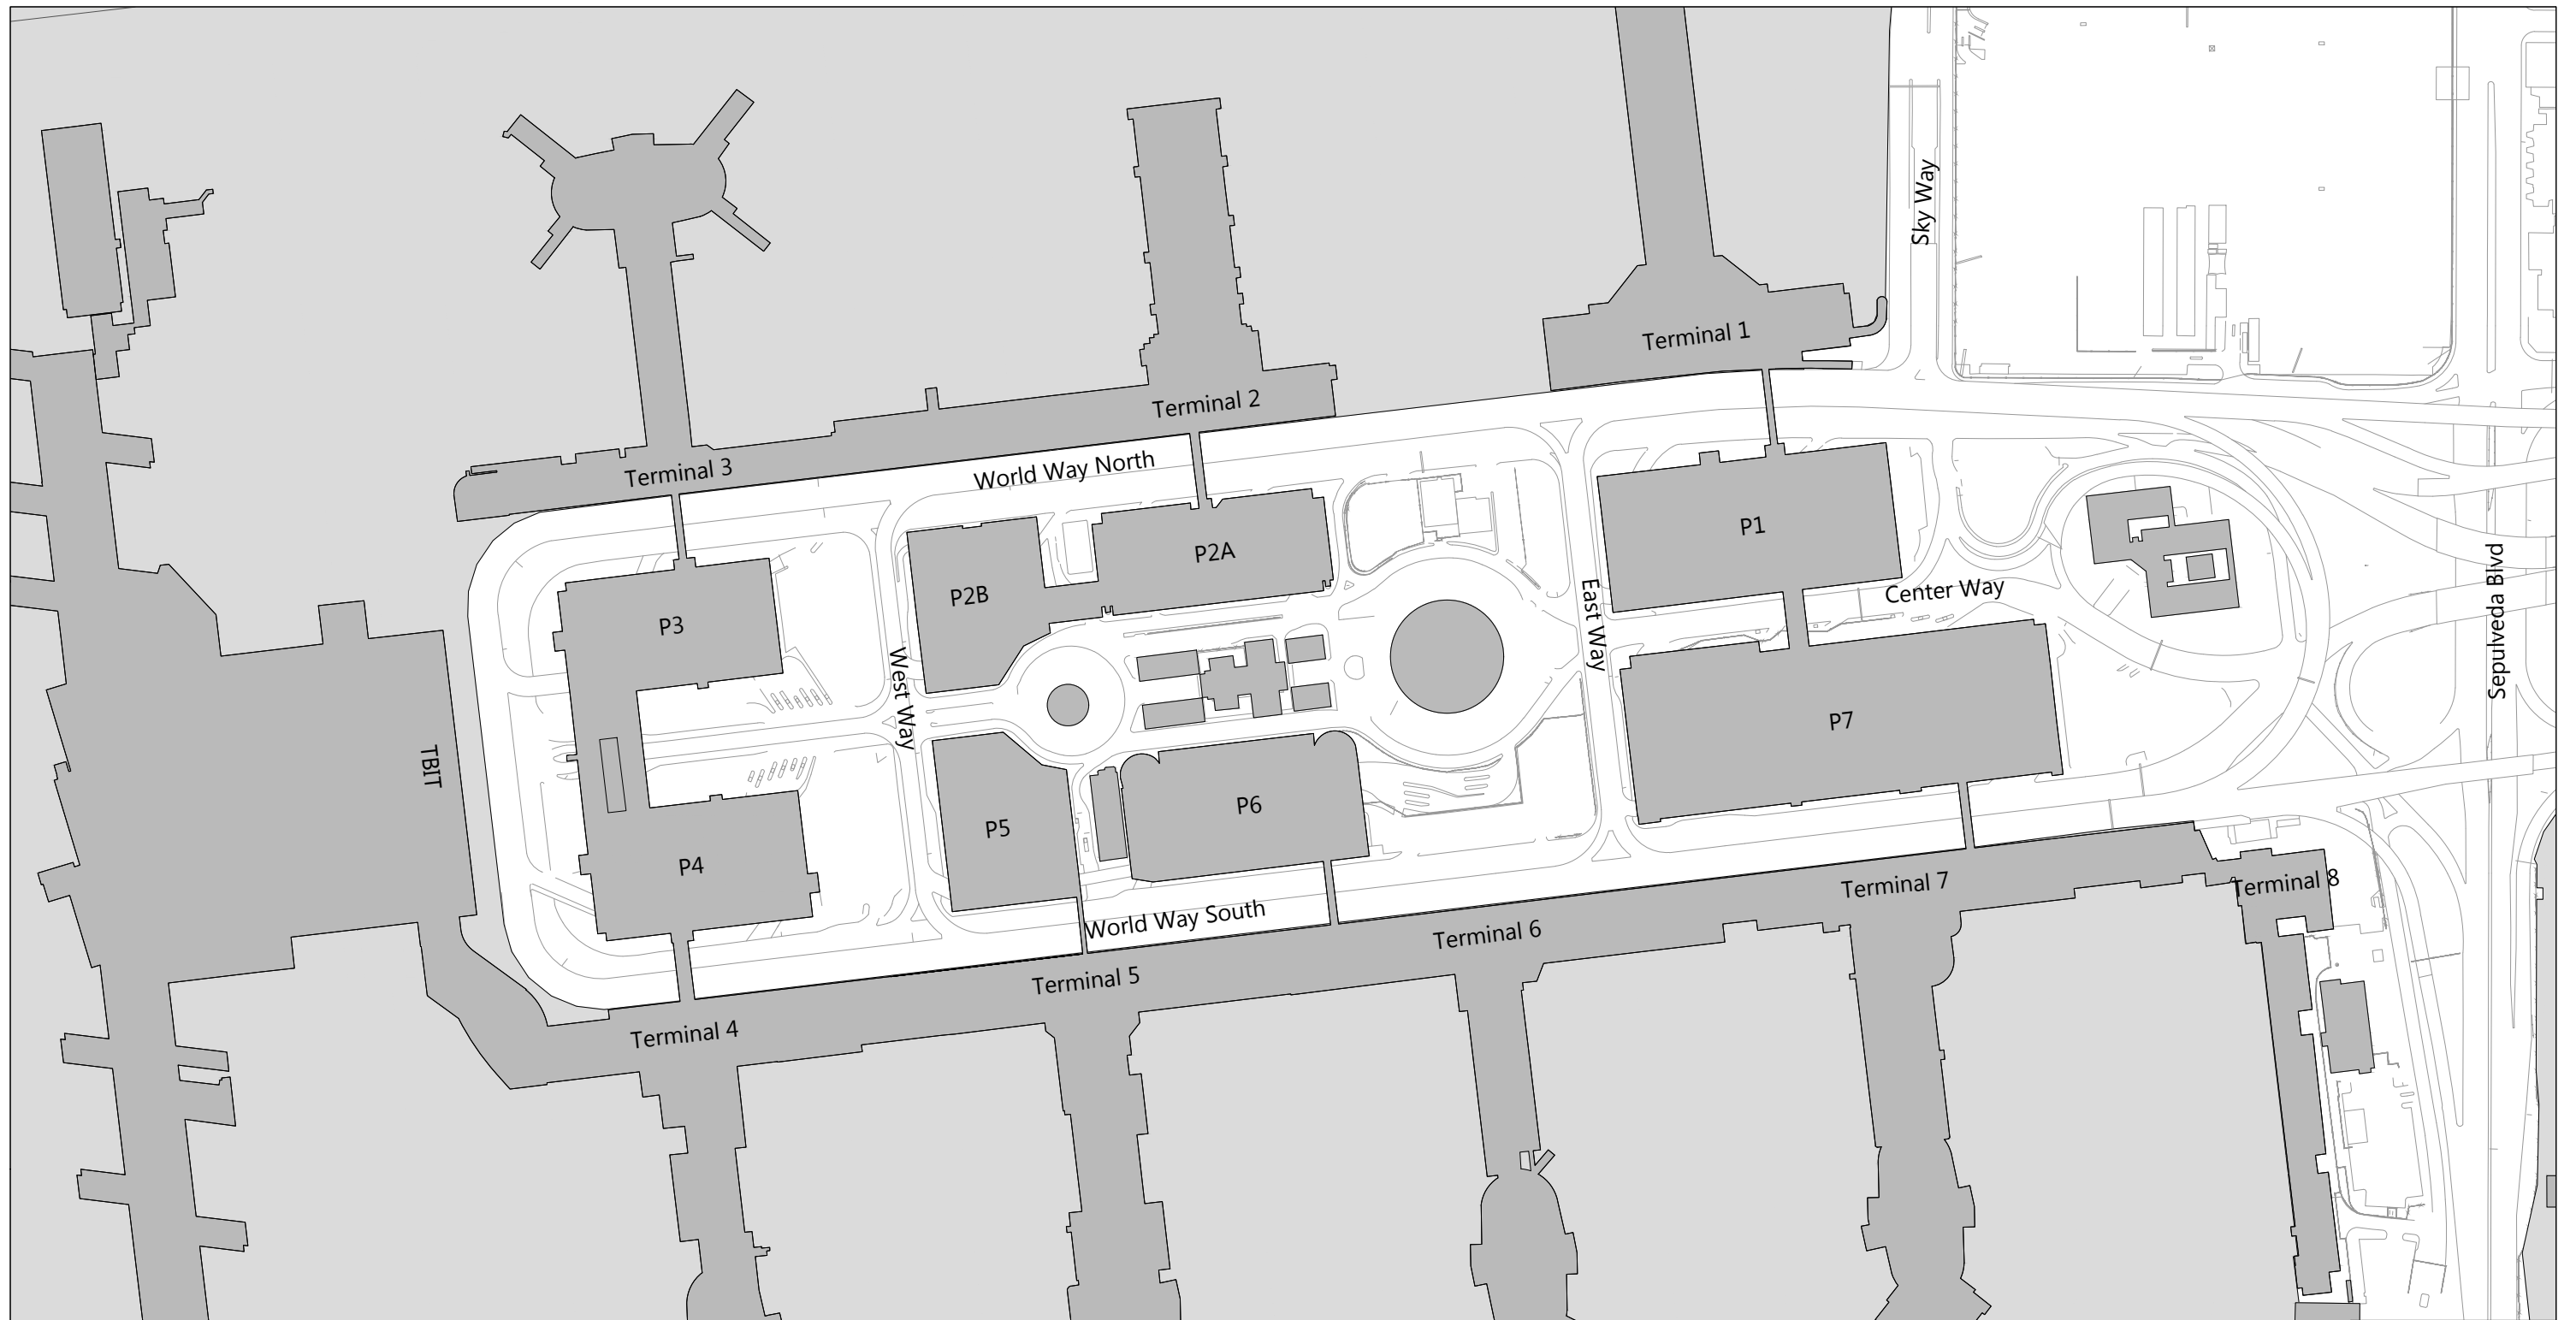 Sky Way
Terminal 1
Terminal 2
Terminal 3
World Way North
P1
P2A
P2B
P3
Center Way
East Way
West Way
Sepulveda Blvd
TBIT
P7
P6
P5
P4
World Way South
Terminal 8
Terminal 7
Terminal 6
Terminal 5
Terminal 4